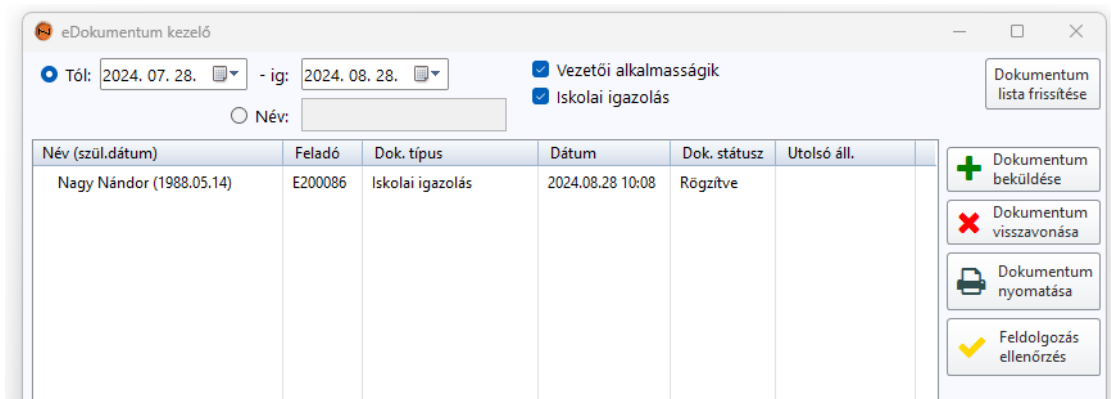 eDokumentum kezelő
Tól: 2024. 07. 28. - ig: 2024. 08. 28.
Vezetői alkalmasságik
Iskolai igazolás
Név:
Dokumentum
lista frissítése
Név (szül.dátum) Feladó Dok. típus Dátum Dok. státusz Utolsó áll.
Nagy Nándor (1988.05.14) E200086 Iskolai igazolás 2024.08.28 10:08 Rögzítve
Dokumentum
beküldése
Dokumentum
visszavonása
Dokumentum
nyomatása
Feldolgozás
ellenőrzés